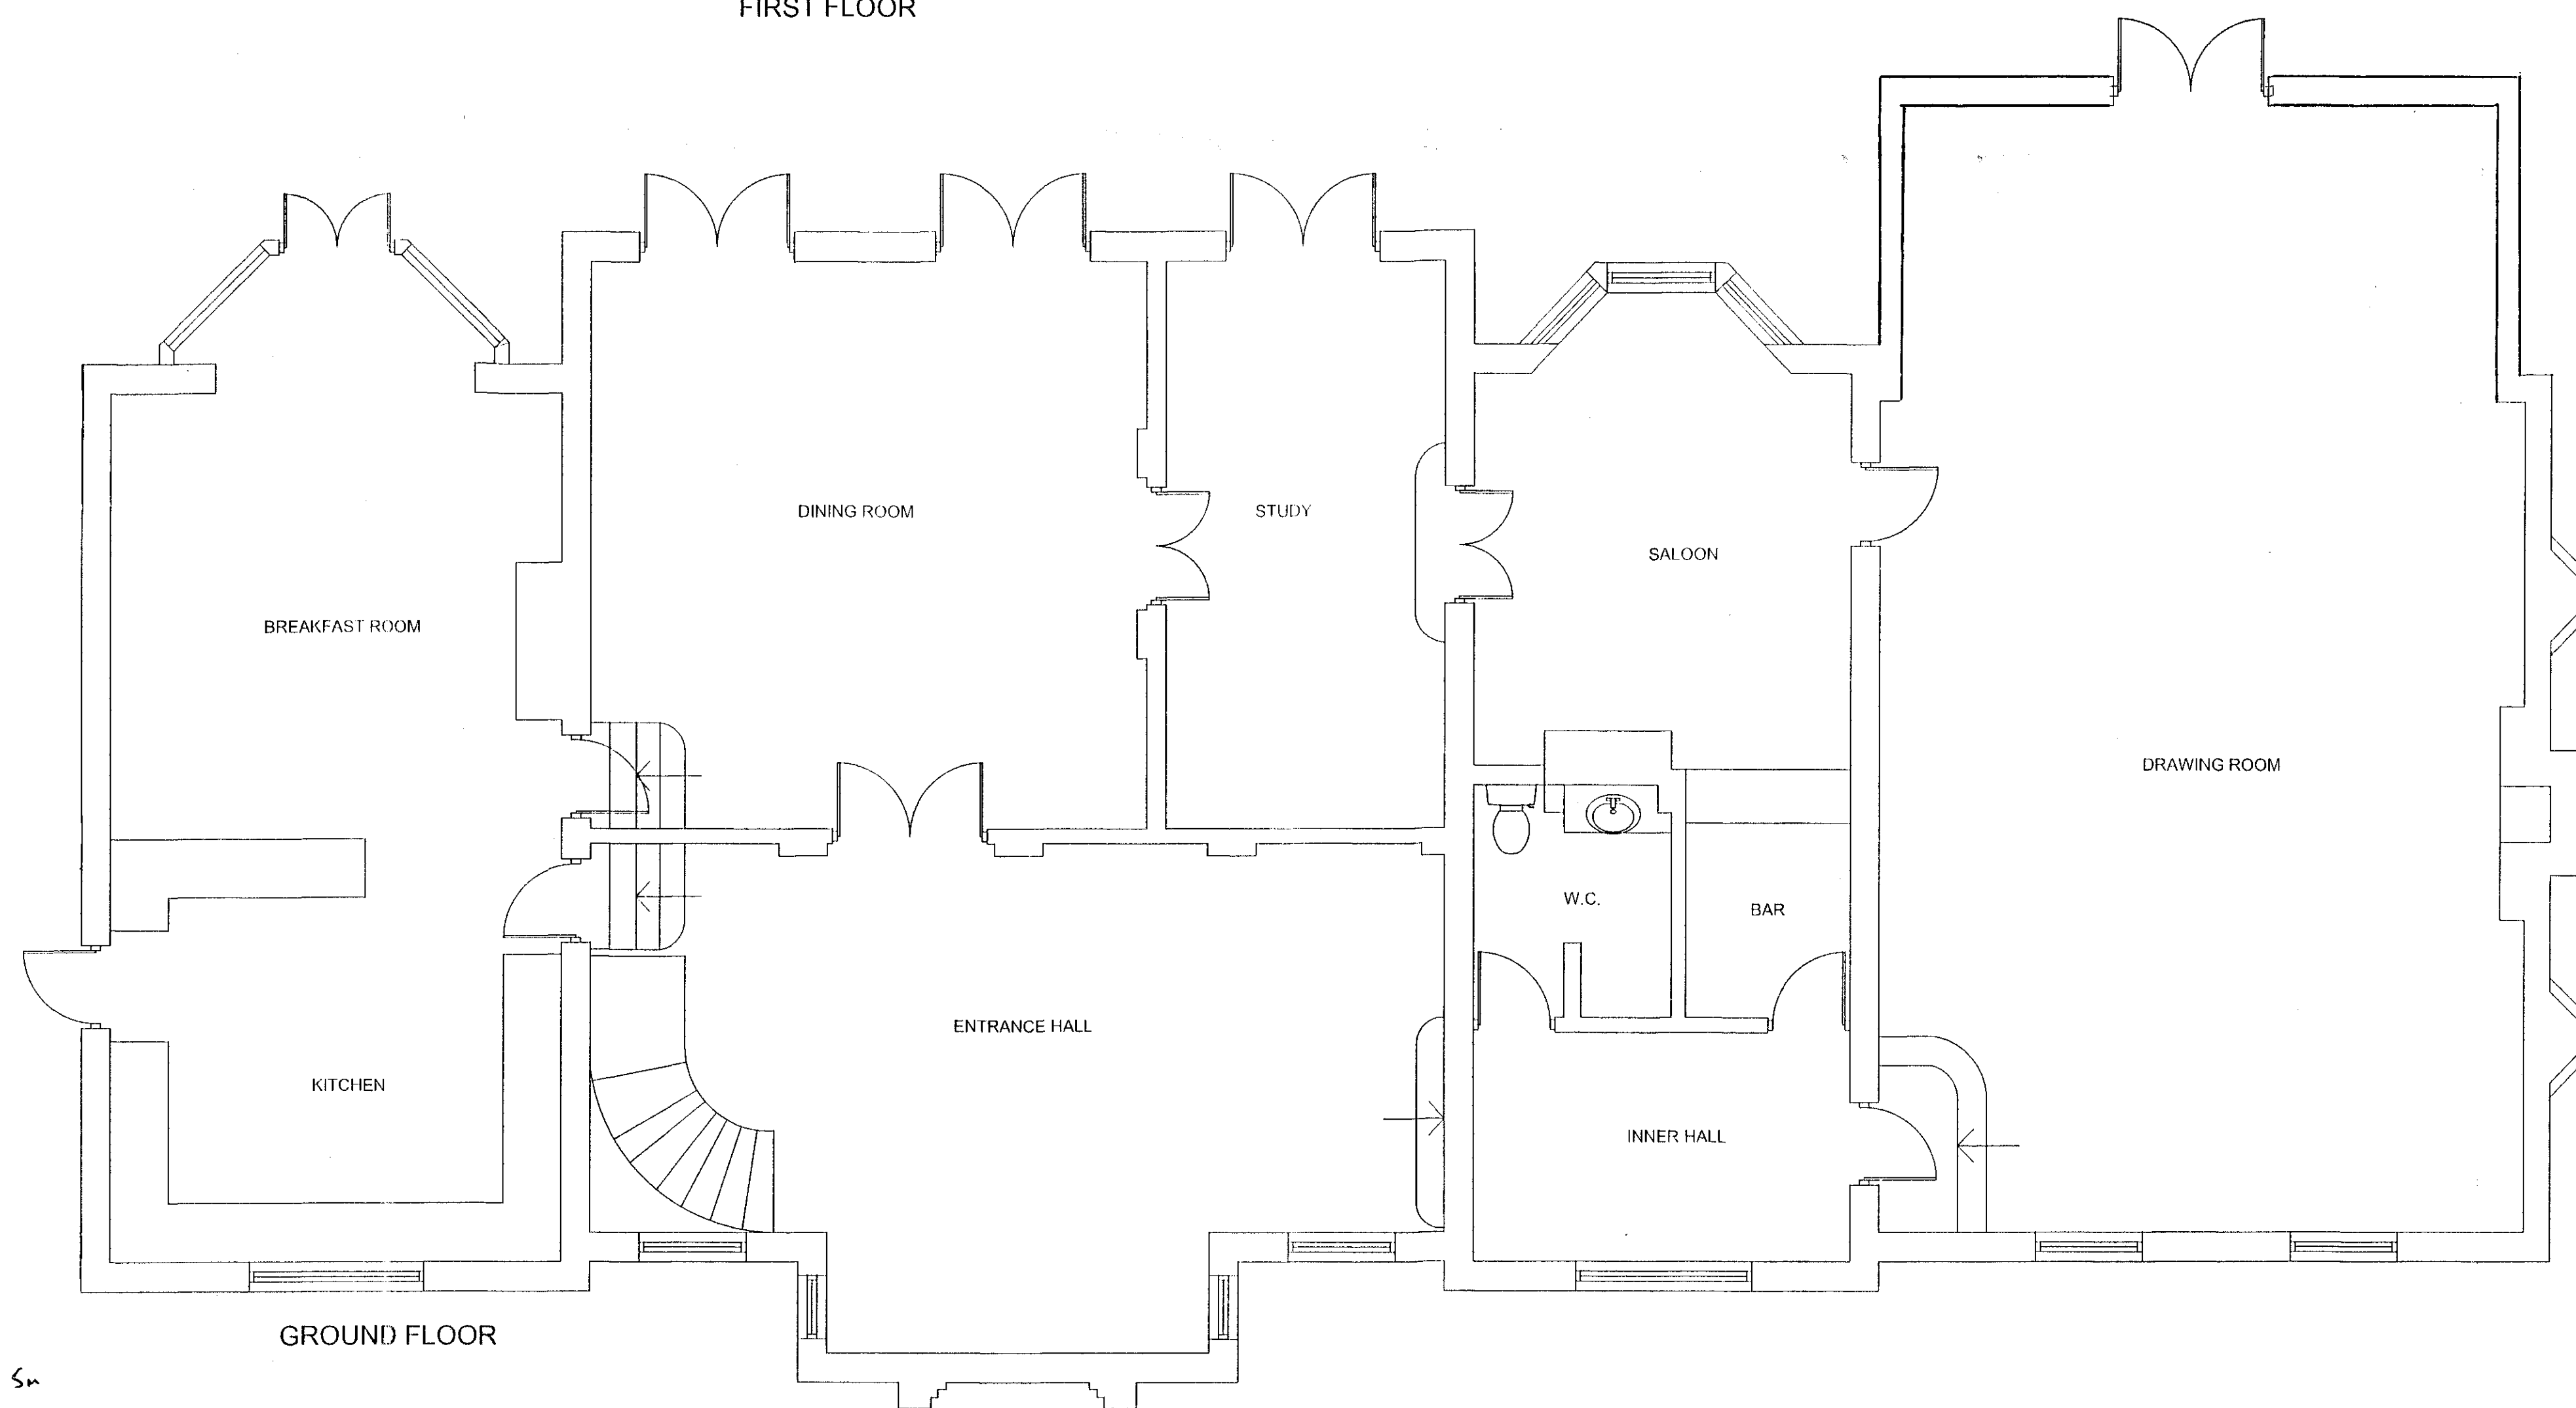 FIRST FLOOR
DINING ROOM
STUDY
SALOON
BREAKFAST ROOM
DRAWING ROOM
W.C.
BAR
ENTRANCE HALL
KITCHEN
INNER HALL
GROUND FLOOR